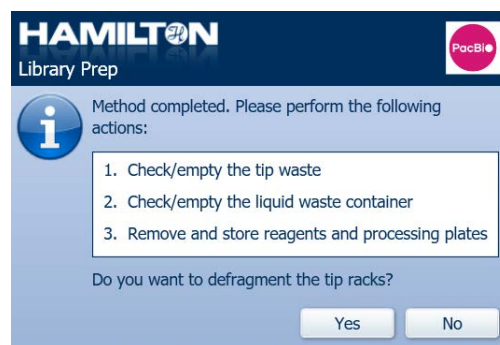 HAMILTON
PacBio
Library Prep
Method completed. Please perform the following
actions:
1. Check/empty the tip waste
2. Check/empty the liquid waste container
3. Remove and store reagents and processing plates
Do you want to defragment the tip racks?
Yes No